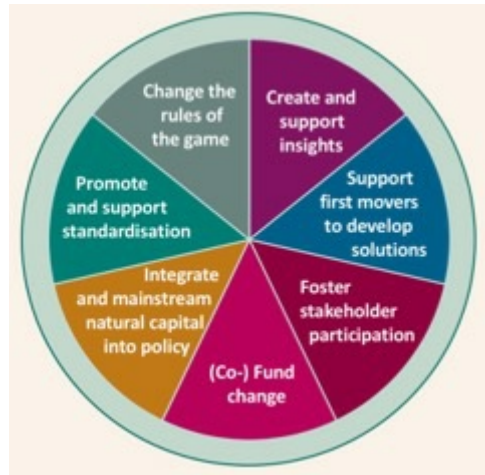 Change the
rules of
the game
Create and
support
insights
Support
first movers
to develop
solutions
Foster
stakeholder
participation
(Co-) Fund
change
Integrate
and mainstream
natural capital
into policy
Promote
and support
standardisation